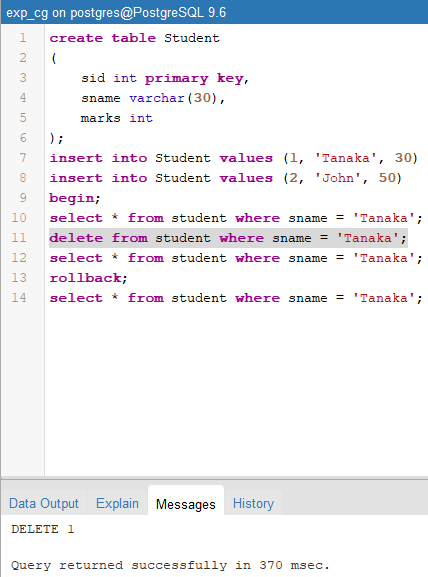 exp_cg on postgres@PostgreSQL 9.6
1 create table Student
2 (
3 sid int primary key,
4 sname varchar(30),
5 marks int
6 );
7 insert into Student values (1, 'Tanaka', 30)
8 insert into Student values (2, 'John', 50)
9 begin;
10 select * from student where sname = 'Tanaka';
11 delete from student where sname = 'Tanaka';
12 select * from student where sname = 'Tanaka';
13 rollback;
14 select * from student where sname = 'Tanaka';
Data Output Explain Messages History
DELETE 1
Query returned successfully in 370 msec.